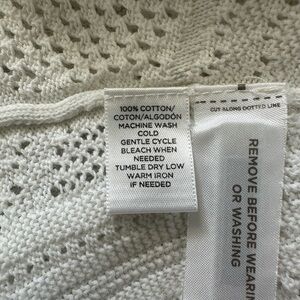 100% COTTON/
COTON/ALGODÓN
MACHINE WASH
COLD
GENTLE CYCLE
BLEACH WHEN
NEEDED
TUMBLE DRY LOW
WARM IRON
IF NEEDED
CUT ALONG DOTTED LINE
REMOVE BEFORE WEARIN
OR WASHING